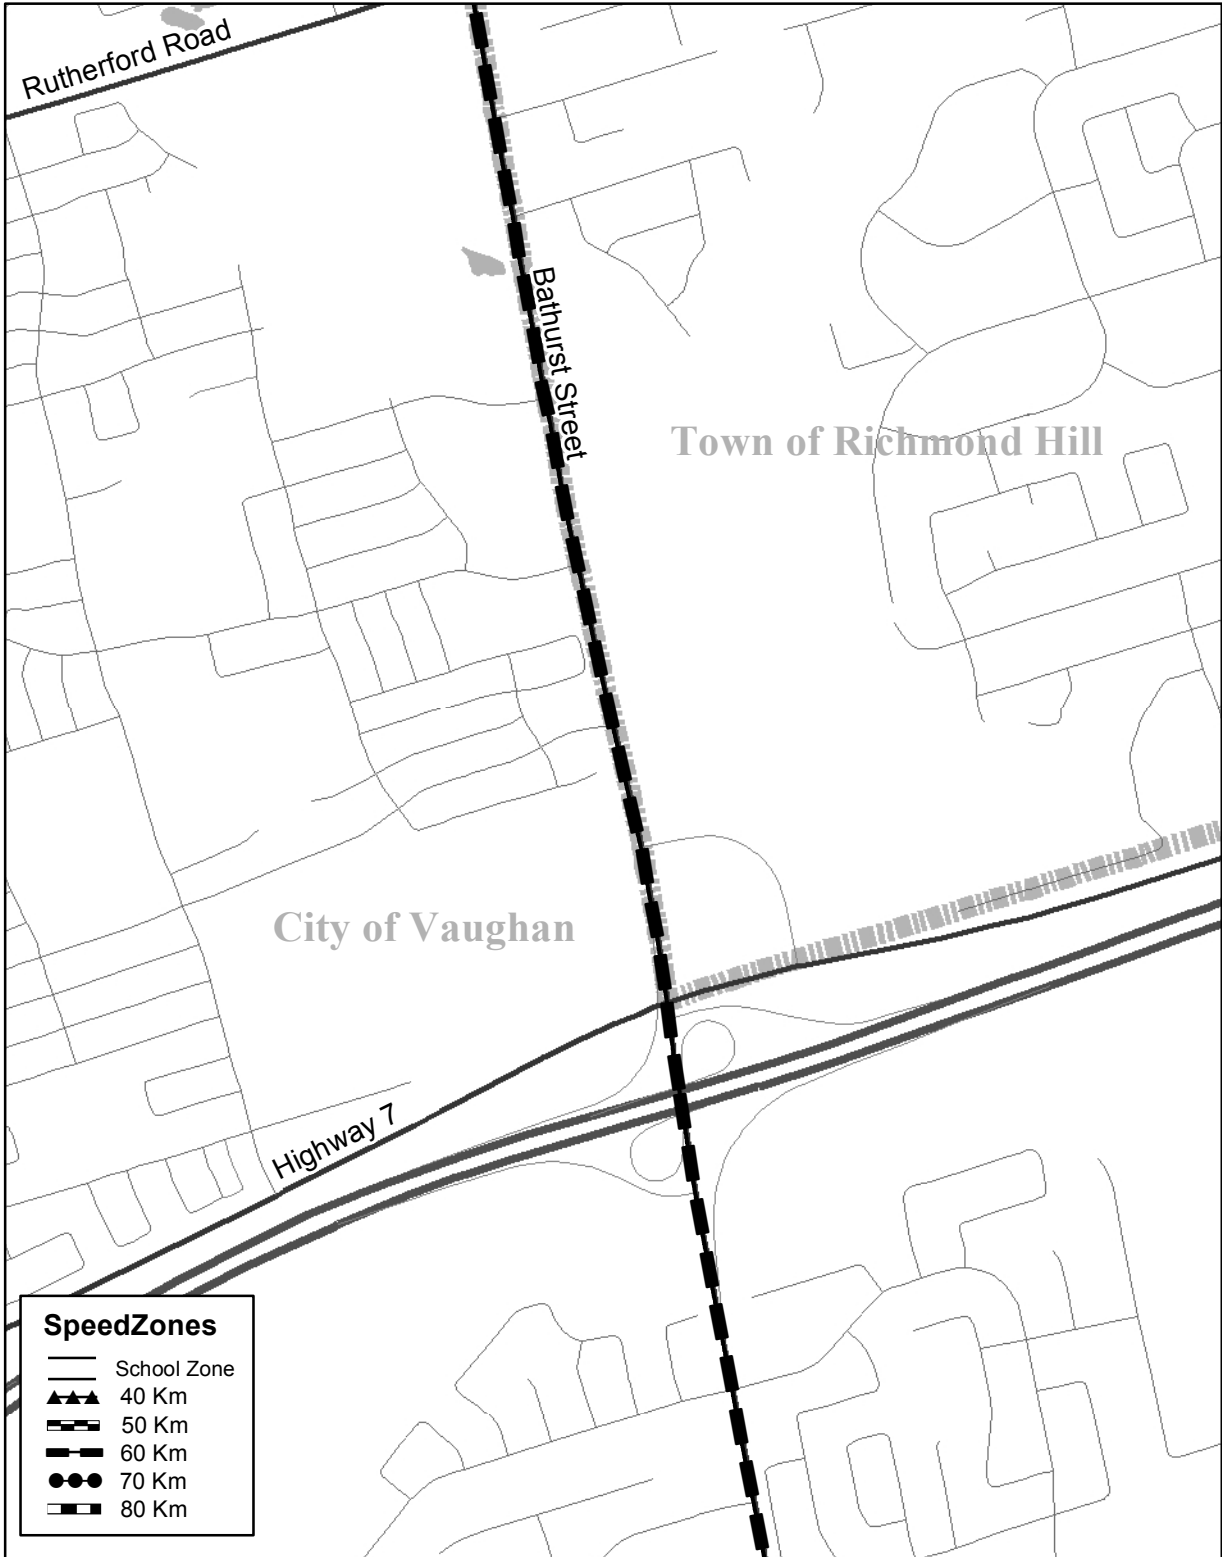 Rutherford Road
Bathurst Street
Town of Richmond Hill
City of Vaughan
Highway 7
SpeedZones
School Zone
40 Km
50 Km
60 Km
70 Km
80 Km